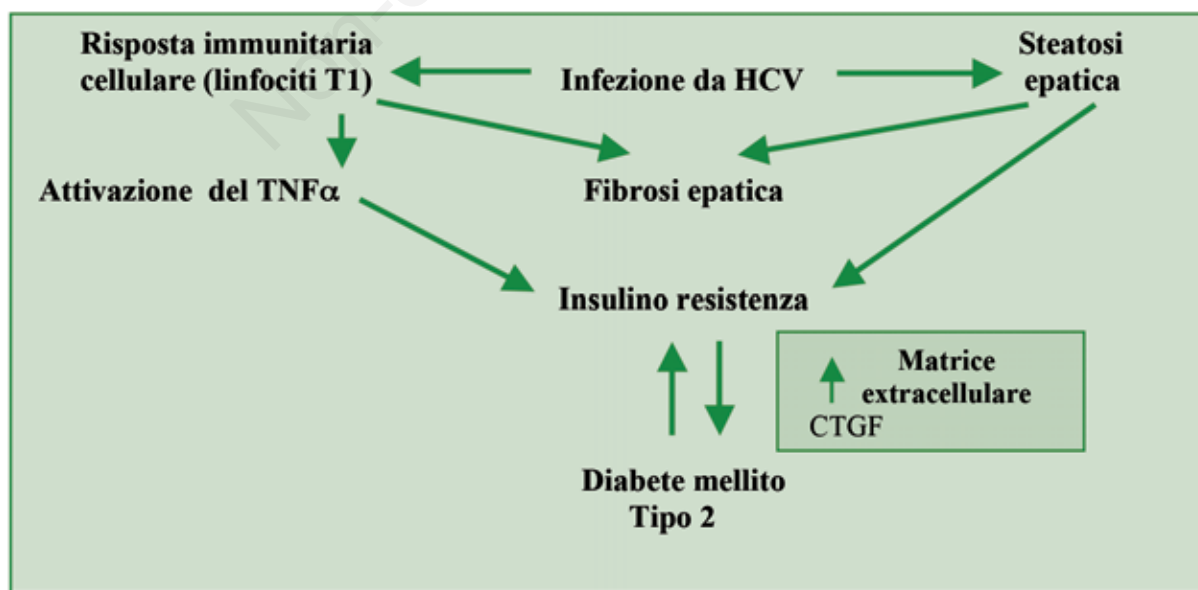 Risposta immunitaria
cellulare (linfociti T1)
Infezione da HCV
Steatosi
epatica
Attivazione del TNFα
Fibrosi epatica
Insulino resistenza
Matrice
extracellulare
CTGF
Diabete mellito
Tipo 2